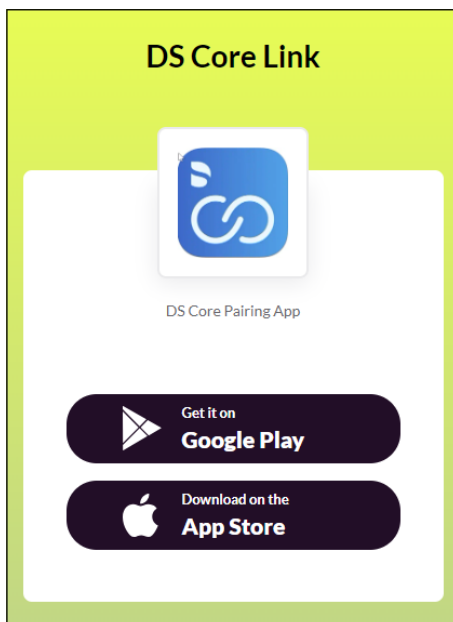 DS Core Link
DS Core Pairing App
Get it on
Google Play
Download on the
App Store